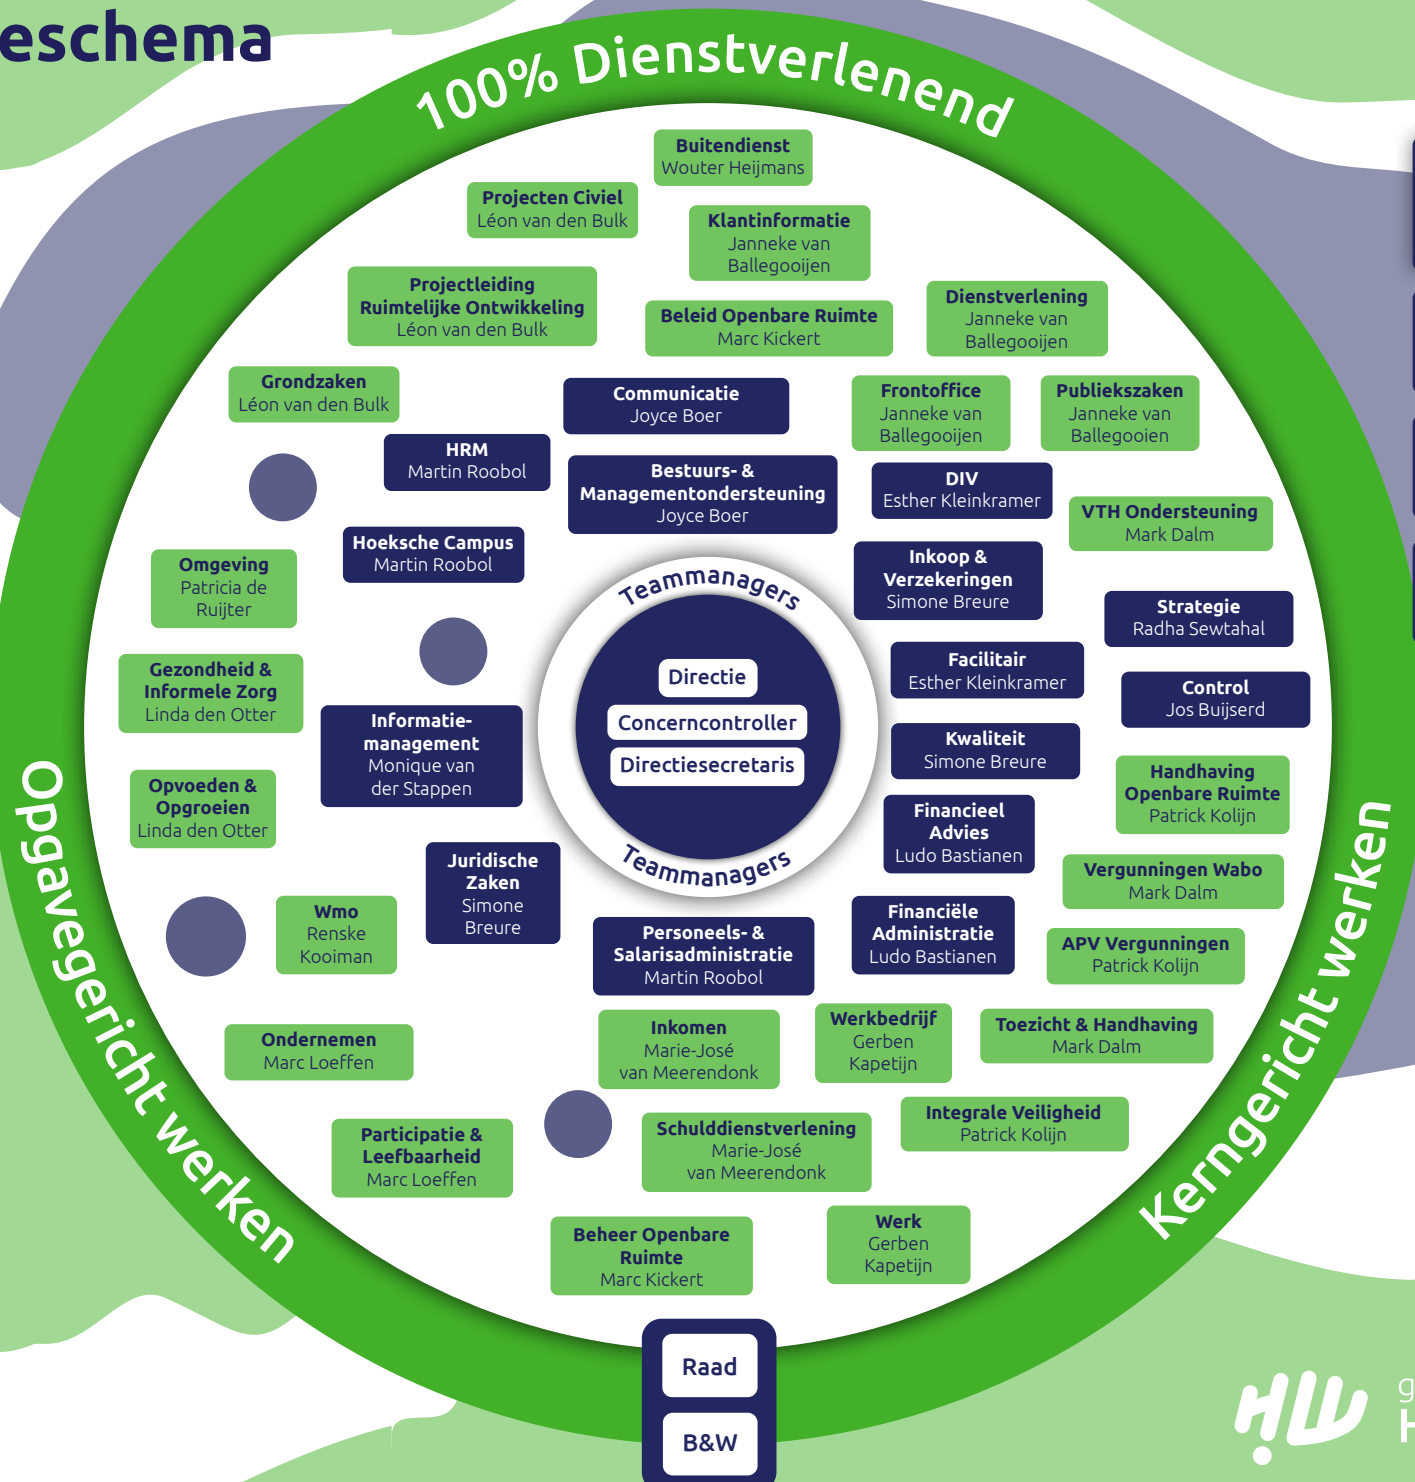 eschema
100% Dienstverlenend
Buitendienst
Wouter Heijmans
Projecten Civiel
Léon van den Bulk
Klantinformatie
Janneke van
Ballegooijen
Projectleiding
Ruimtelijke Ontwikkeling
Léon van den Bulk
Beleid Openbare Ruimte
Marc Kickert
Dienstverlening
Janneke van
Ballegooijen
Grondzaken
Léon van den Bulk
Communicatie
Joyce Boer
Frontoffice
Janneke van
Ballegooijen
Publiekszaken
Janneke van
Ballegooien
HRM
Martin Roobol
Bestuurs- &
Managementondersteuning
Joyce Boer
DIV
Esther Kleinkramer
VTH Ondersteuning
Mark Dalm
Hoeksche Campus
Martin Roobol
Omgeving
Patricia de
Ruijter
Inkoop &
Verzekeringen
Simone Breure
Strategie
Radha Sewtahal
Teammanagers
Directie
Concerncontroller
Directiesecretaris
Teammanagers
Gezondheid &
Informele Zorg
Linda den Otter
Facilitair
Esther Kleinkramer
Control
Jos Buijserd
Informatie-
management
Monique van
der Stappen
Kwaliteit
Simone Breure
Handhaving
Openbare Ruimte
Patrick Kolijn
Opvoeden &
Opgroeien
Linda den Otter
Financieel
Advies
Ludo Bastianen
Juridische
Zaken
Simone
Breure
Vergunningen Wabo
Mark Dalm
Wmo
Renske
Kooiman
Personeels- &
Salarisadministratie
Martin Roobol
Financiële
Administratie
Ludo Bastianen
APV Vergunningen
Patrick Kolijn
Ondernemen
Marc Loeffen
Inkomen
Marie-José
van Meerendonk
Werkbedrijf
Gerben
Kapetijn
Toezicht & Handhaving
Mark Dalm
Participatie &
Leefbaarheid
Marc Loeffen
Schulddienstverlening
Marie-José
van Meerendonk
Integrale Veiligheid
Patrick Kolijn
Beheer Openbare
Ruimte
Marc Kickert
Werk
Gerben
Kapetijn
Opgavegericht werken
Kerngericht werken
Raad
B&W
HW
g
H